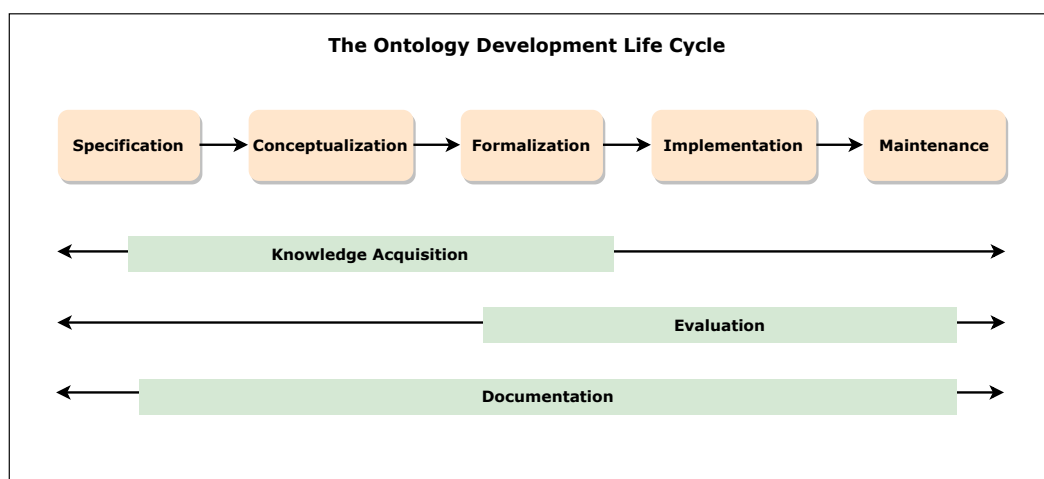 The Ontology Development Life Cycle
Specification
Conceptualization
Formalization
Implementation
Maintenance
Knowledge Acquisition
Evaluation
Documentation